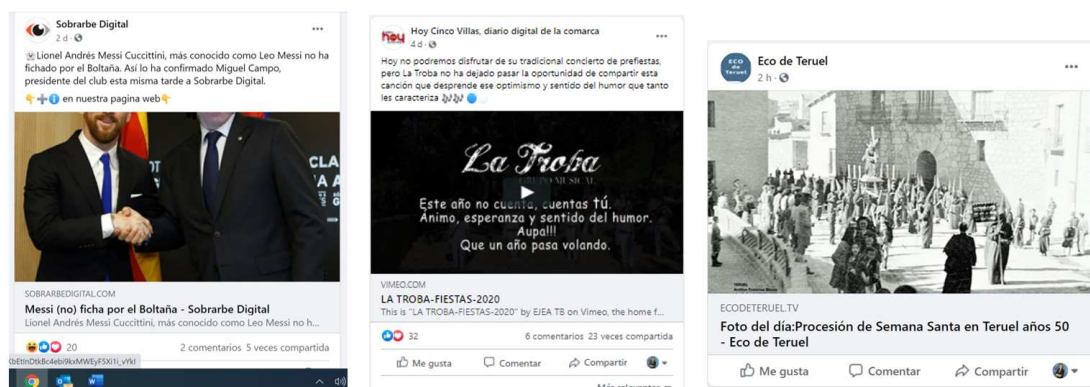 Sobrarbe Digital
2 d ·
Lionel Andrés Messi Cuccittini, más conocido como Leo Messi no ha
fichado por el Boltaña. Así lo ha confirmado Miguel Campo,
presidente del club esta misma tarde a Sobrarbe Digital.
en nuestra pagina web
CLA
SOBRARBEDIGITAL.COM
Messi (no) ficha por el Boltaña - Sobrarbe Digital
Lionel Andrés Messi Cuccittini, más conocido como Leo Messi no h...
20
2 comentarios 5 veces compartida
hoy
Hoy Cinco Villas, diario digital de la comarca
4 d ·
Hoy no podremos disfrutar de su tradicional concierto de prefiestas,
pero La Troba no ha dejado pasar la oportunidad de compartir esta
canción que desprende ese optimismo y sentido del humor que tanto
les caracteriza
La Troba
GRUPO MUSICAL
Este año no cuenta, cuentas tú.
Animo, esperanza y sentido del humor.
Aupa!!!
Que un año pasa volando.
VIMEO.COM
LA TROBA-FIESTAS-2020
This is "LA TROBA-FIESTAS-2020" by EJEA TB on Vimeo, the home f...
32
6 comentarios 23 veces compartida
Me gusta Comentar Compartir
ECO
de
Teruel
Eco de Teruel
2 h ·
ECODETERUEL.TV
Foto del día:Procesión de Semana Santa en Teruel años 50
- Eco de Teruel
Me gusta Comentar Compartir